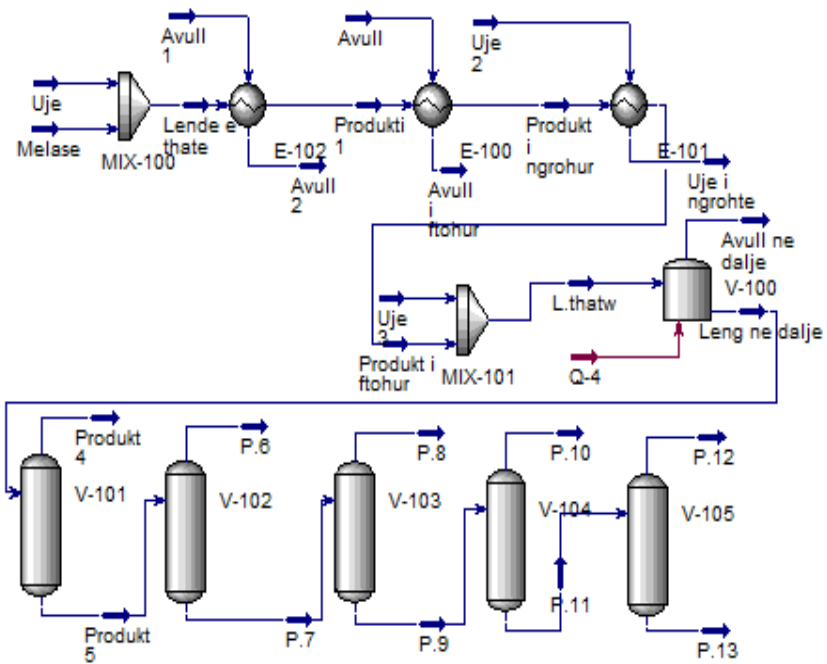 Avull
1
Avull
Uje
2
Uje
Melase
MIX-100
Lende e
thate
E-102
Avull
2
Produkti
1
E-100
Avull
i
ftohur
Produkt
i
ngrohur
E-101
Uje i
ngrohte
Avull ne
dalje
V-100
Uje
3
L.thatw
Leng ne dalje
Produkt i
ftohur
MIX-101
Q-4
Produkt
4
P.6
P.8
P.10
P.12
V-101
V-102
V-103
V-104
V-105
Produkt
5
P.7
P.9
P.11
P.13